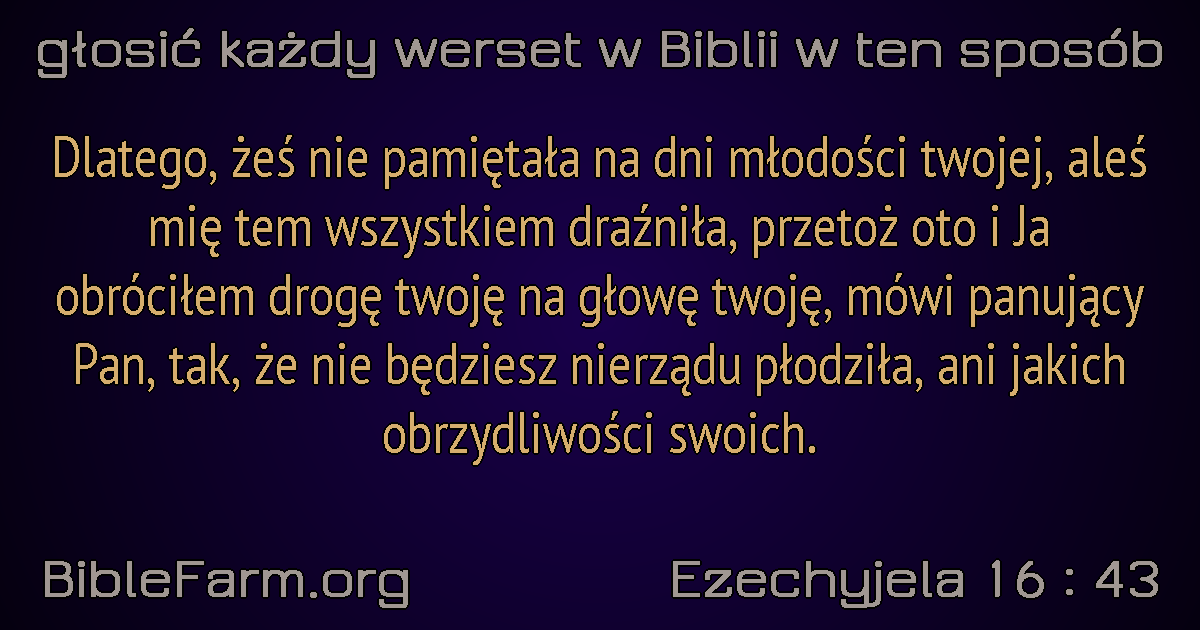 głosić każdy werset w Biblii w ten sposób
Dlatego, żeś nie pamiętała na dni młodości twojej, aleś
mię tem wszystkiem draźniła, przetoż oto i Ja
obróciłem drogę twoję na głowę twoję, mówi panujący
Pan, tak, że nie będziesz nierządu płodziła, ani jakich
obrzydliwości swoich.
BibleFarm.org
Ezechyjela 16 : 43